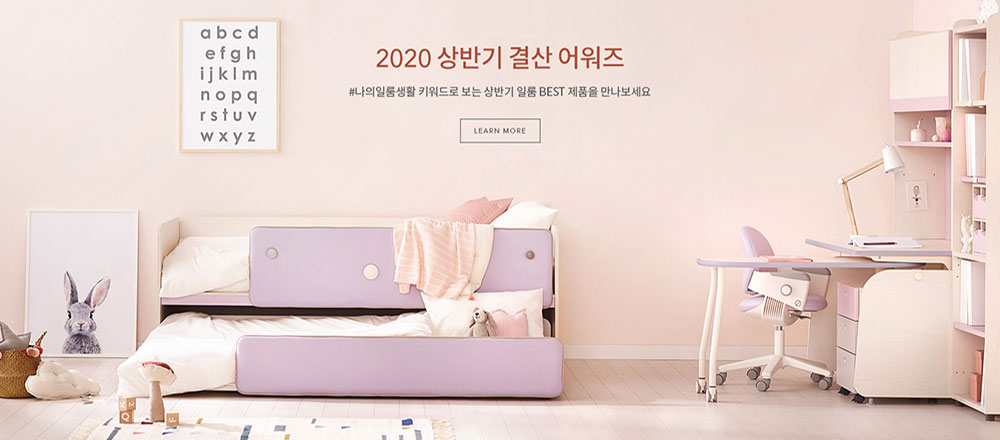 a b c d
e f g h
i j k l m
n o p q
r s t u v
w x y z
2020 상반기 결산 어워즈
#나의일룸생활 키워드로 보는 상반기 일룸 BEST 제품을 만나보세요
LEARN MORE